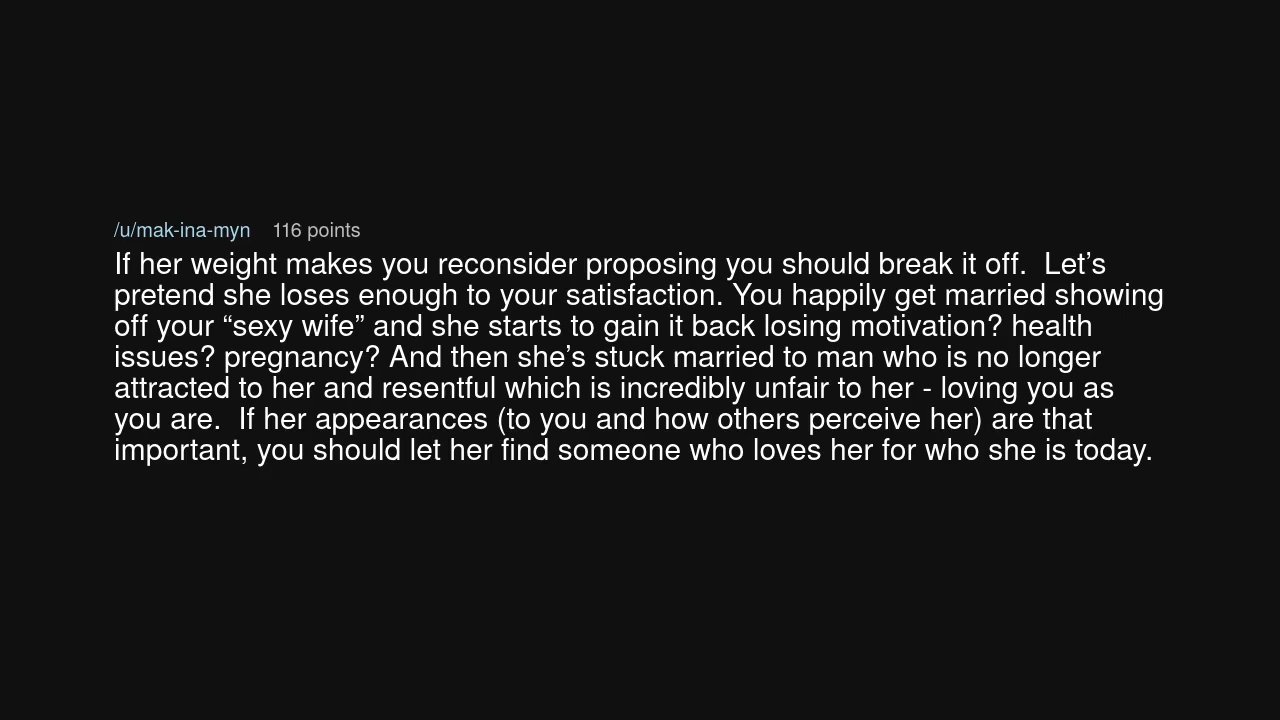 /u/mak-ina-myn 116 points
If her weight makes you reconsider proposing you should break it off.  Let’s
pretend she loses enough to your satisfaction. You happily get married showing
off your “sexy wife” and she starts to gain it back losing motivation? health
issues? pregnancy? And then she’s stuck married to man who is no longer
attracted to her and resentful which is incredibly unfair to her - loving you as
you are.  If her appearances (to you and how others perceive her) are that
important, you should let her find someone who loves her for who she is today.